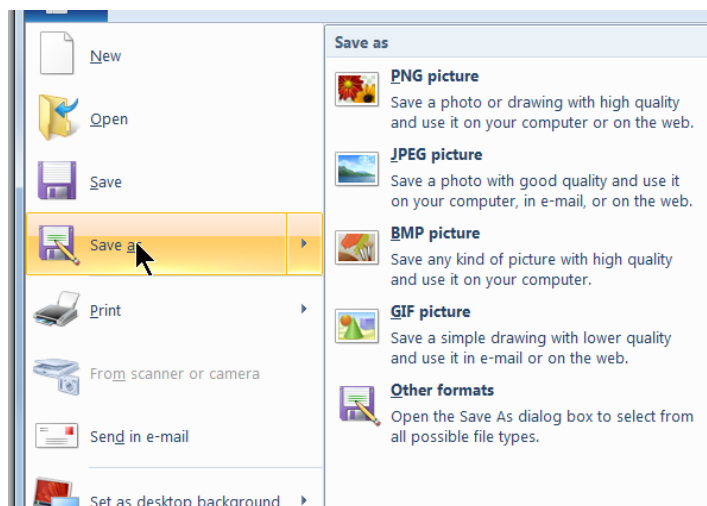 New
Open
Save
Save as
Print
From scanner or camera
Send in e-mail
Set as desktop background
Save as
PNG picture
Save a photo or drawing with high quality
and use it on your computer or on the web.
JPEG picture
Save a photo with good quality and use it
on your computer, in e-mail, or on the web.
BMP picture
Save any kind of picture with high quality
and use it on your computer.
GIF picture
Save a simple drawing with lower quality
and use it in e-mail or on the web.
Other formats
Open the Save As dialog box to select from
all possible file types.